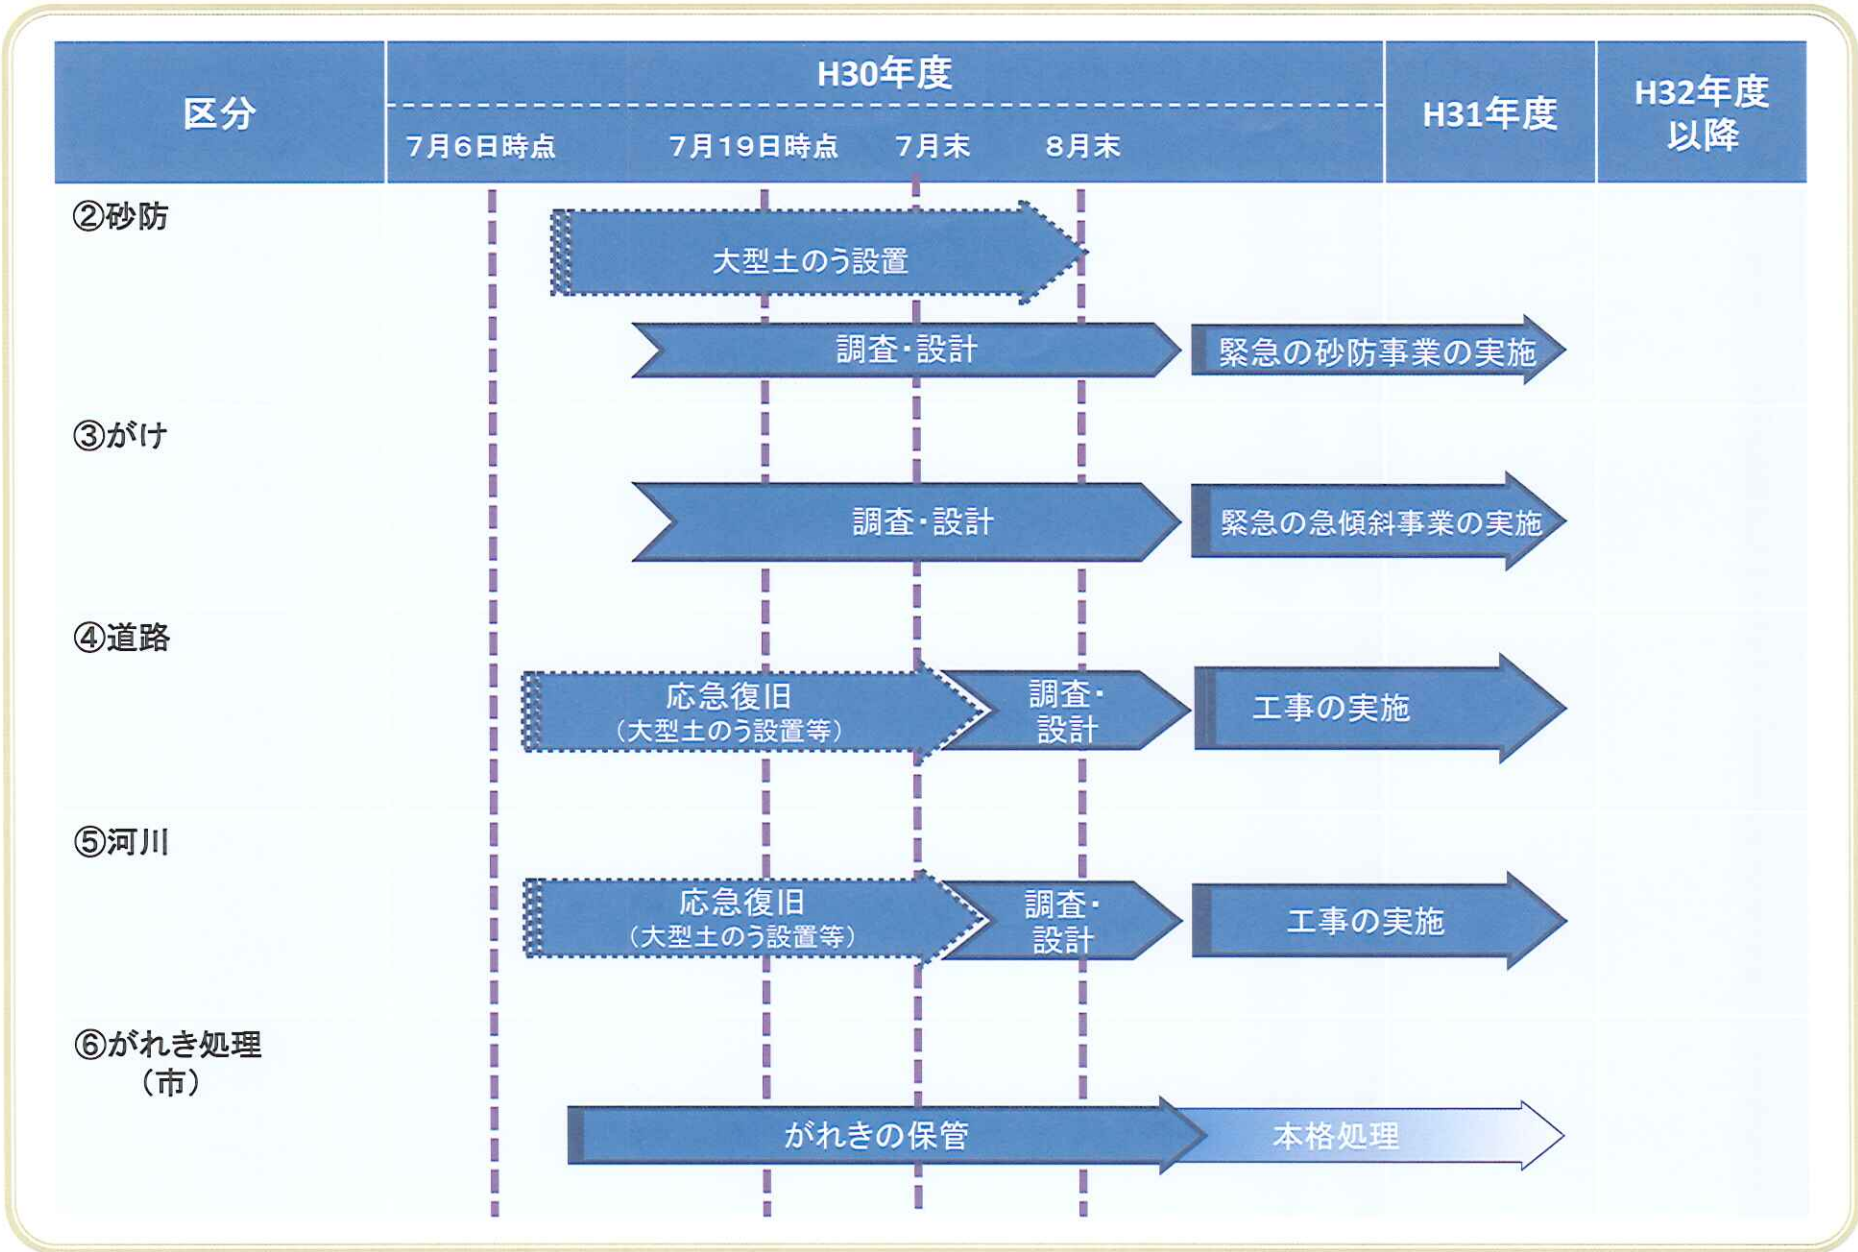 区分
H30年度
7月6日時点
7月19日時点
7月末
8月末
H31年度
H32年度
以降
②砂防
大型土のう設置
調査・設計
緊急の砂防事業の実施
③がけ
調査・設計
緊急の急傾斜事業の実施
④道路
応急復旧
（大型土のう設置等）
調査・
設計
工事の実施
⑤河川
応急復旧
（大型土のう設置等）
調査・
設計
工事の実施
⑥がれき処理
（市）
がれきの保管
本格処理